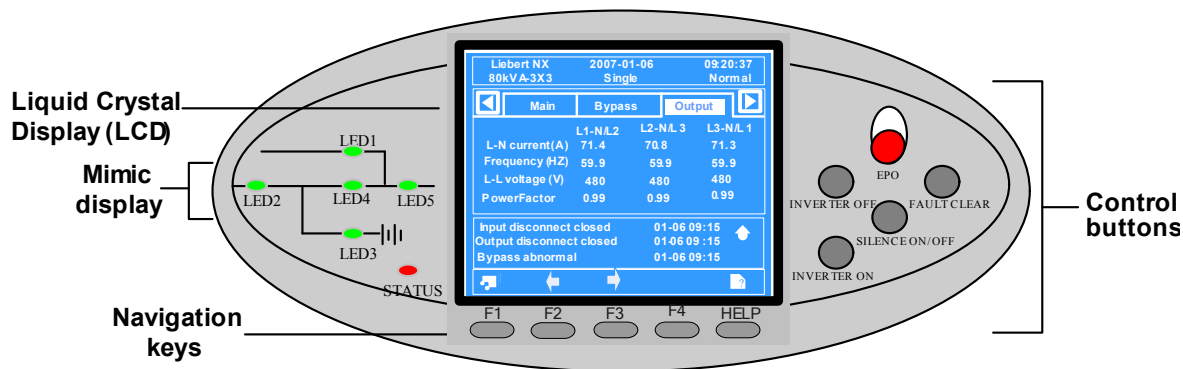 Liquid Crystal
Display (LCD)
Mimic
display
Navigation
keys
LED1
LED2
LED4
LED5
LED3
STATUS
Liebert NX 2007-01-06 09:20:37
80kVA-3X3 Single Normal
Main Bypass Output
L1-N/L2 L2-N/L3 L3-N/L1
L-N current(A) 71.4 70.8 71.3
Frequency (HZ) 59.9 59.9 59.9
L-L voltage (V) 480 480 480
PowerFactor 0.99 0.99 0.99
Input disconnect closed 01-06 09:15
Output disconnect closed 01-06 09:15
Bypass abnormal 01-06 09:15
?
F1 F2 F3 F4 HELP
EPO
INVERTER OFF
FAULT CLEAR
SILENCE ON/OFF
INVERTER ON
Control
buttons